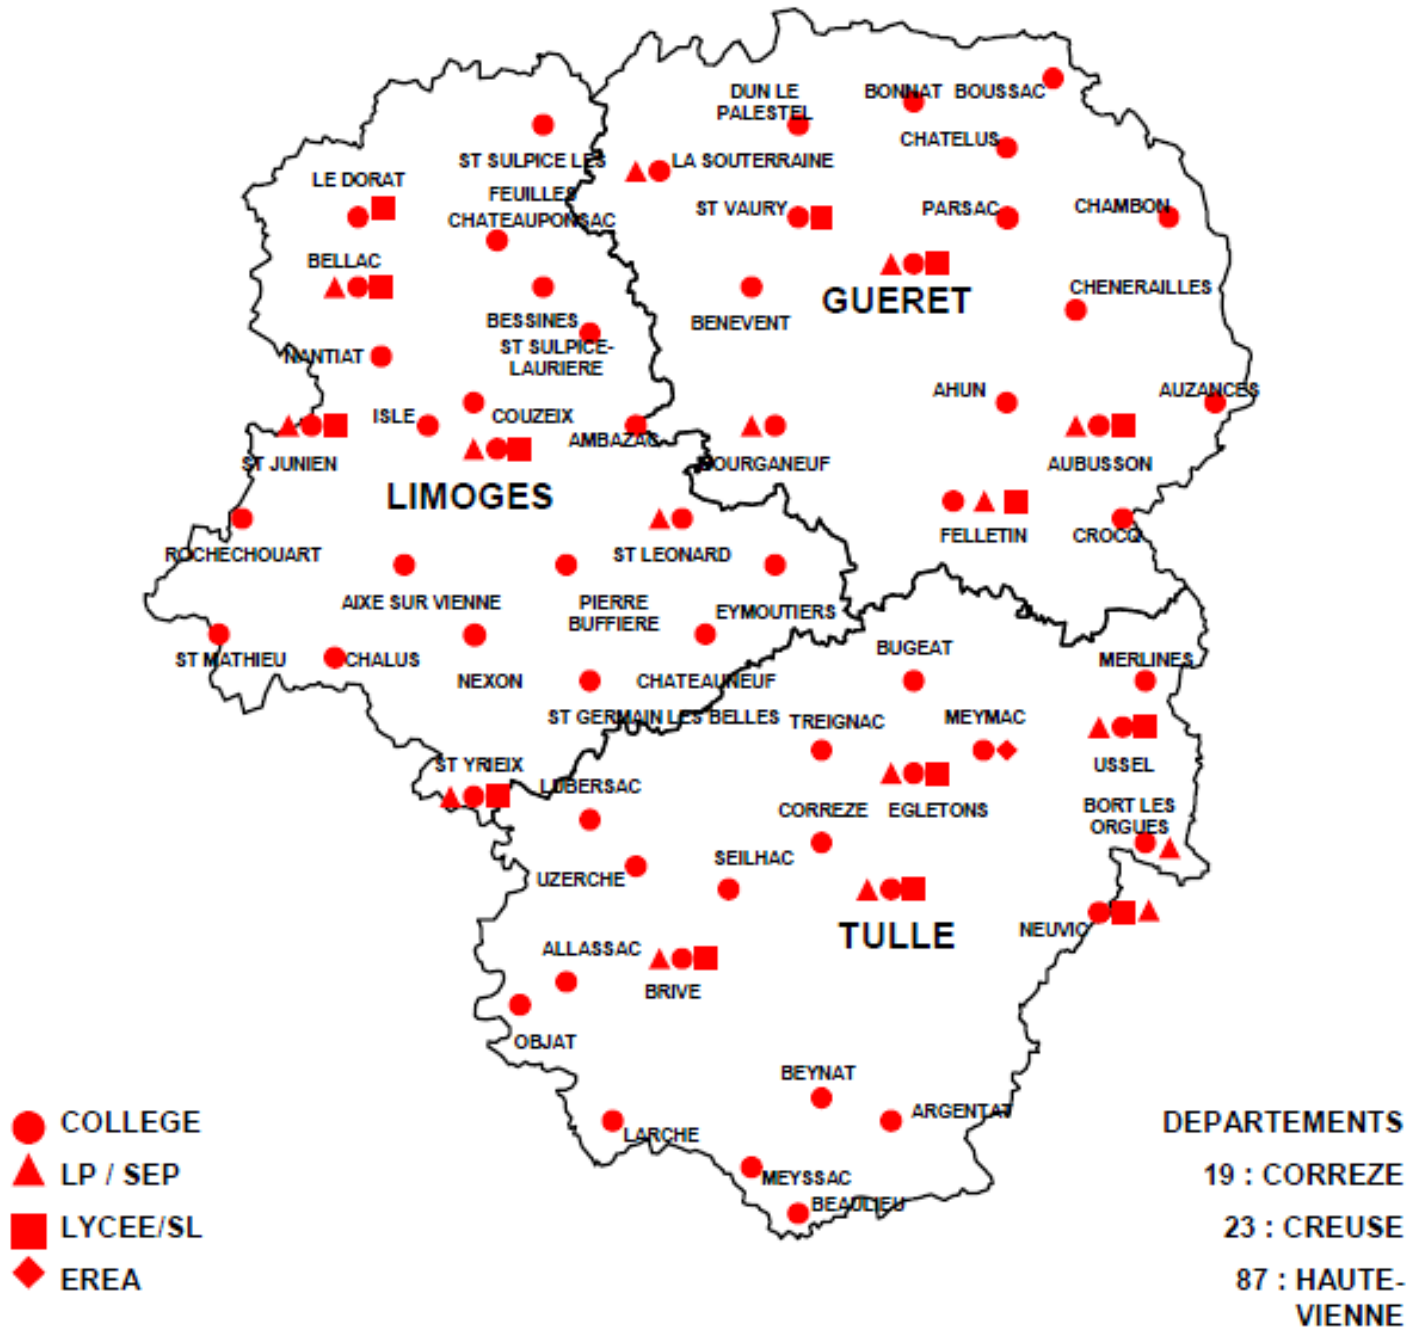 DUN LE
PALESTEL
BONNAT
BOUSSAC
CHATELUS
ST SULPICE LES
FEUILLES
LA SOUTERRAINE
LE DORAT
CHATEAUPONSAC
ST VAURY
PARSAC
CHAMBON
BELLAC
GUERET
CHENERAILLES
BESSINES
BENEVENT
ST SULPICE-
LAURIERE
NANTIAT
AHUN
AUZANCES
ISLE
COUZEIX
AMBAZAC
ST JUNIEN
BOURGANEUF
AUBUSSON
LIMOGES
FELLETIN
CROCQ
ROCHECHOUART
ST LEONARD
AIXE SUR VIENNE
PIERRE
BUFFIERE
EYMOUTIERS
ST MATHIEU
CHALUS
NEXON
CHATEAUNEUF
BUGEAT
MERLINES
ST GERMAIN LES BELLES
TREIGNAC
MEYMAC
ST YRIEIX
USSEL
LUBERSAC
CORREZE
EGLETONS
BORT LES
ORGUES
UZERCHE
SEILHAC
TULLE
NEUVIC
ALLASSAC
BRIVE
OBJAT
BEYNAT
ARGENTAT
LARCHE
MEYSSAC
BEAULIEU
COLLEGE
LP / SEP
LYCEE/SL
EREA
DEPARTEMENTS
19 : CORREZE
23 : CREUSE
87 : HAUTE-
VIENNE